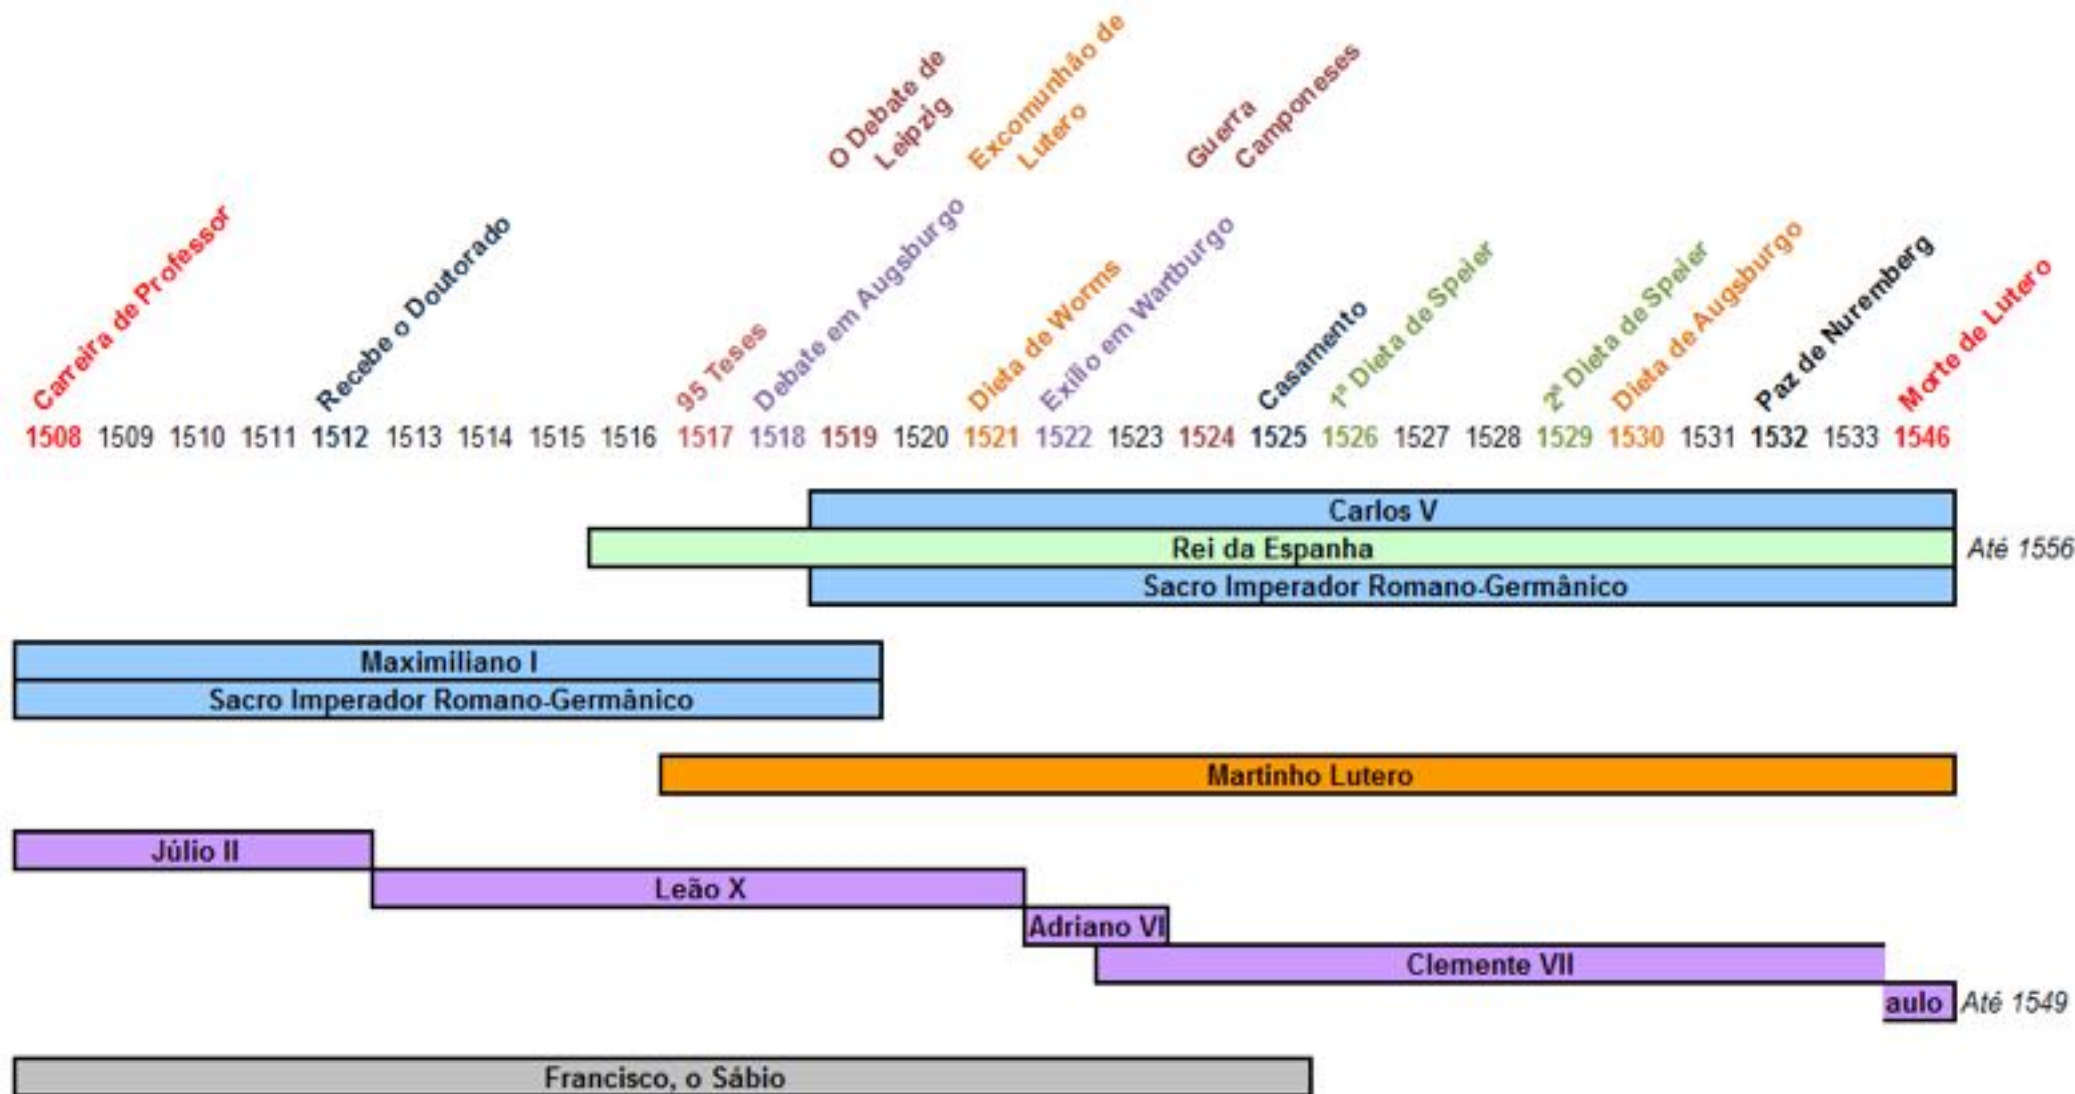 O Debate de
Leipzig
Excomunhão de
Lutero
Guerra
Camponeses
Carreira de Professor
Recebe o Doutorado
95 Teses
Debate em Augsburgo
Dieta de Worms
Exílio em Wartburgo
Casamento
1ª Dieta de Speier
2ª Dieta de Speier
Dieta de Augsburgo
Paz de Nuremberg
Morte de Lutero
1508 1509 1510 1511 1512 1513 1514 1515 1516 1517 1518 1519 1520 1521 1522 1523 1524 1525 1526 1527 1528 1529 1530 1531 1532 1533 1546
Carlos V
Rei da Espanha Até 1556
Sacro Imperador Romano-Germânico
Maximiliano I
Sacro Imperador Romano-Germânico
Martinho Lutero
Júlio II
Leão X
Adriano VI
Clemente VII
aulo Até 1549
Francisco, o Sábio